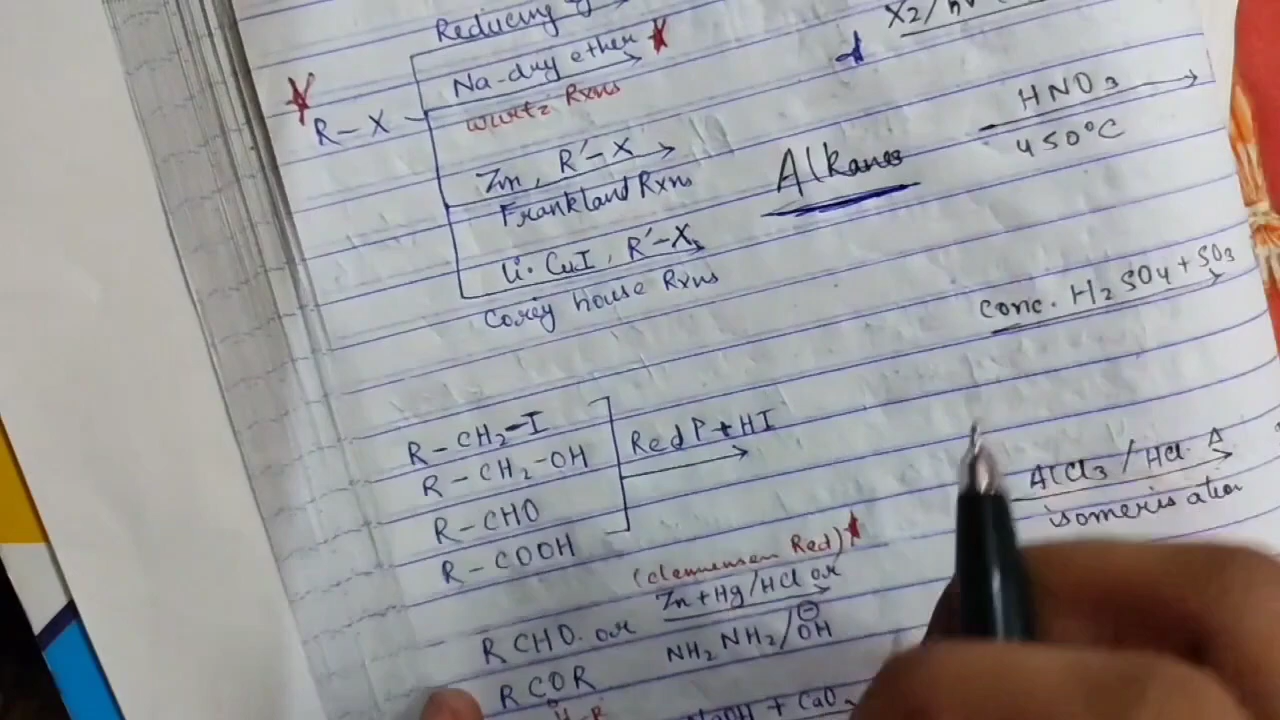 Reducing
X2/hν
Na-dry ether
Wurtz Rxns
R-X
HNO3
450°C
Zn, R'-X
Frankland Rxns
Alkanes
Li. CuI, R'-X
Corey house Rxns
Conc. H2SO4 + SO3
R-CH2-I
R-CH2-OH
R-CHO
R-COOH
Red P + HI
AlCl3/HCl. Δ
isomerisation
(clemensen Red)
Zn+Hg/HCl or
RCHO. or
NH2NH2/OH⊖
RCOR
+ CaO